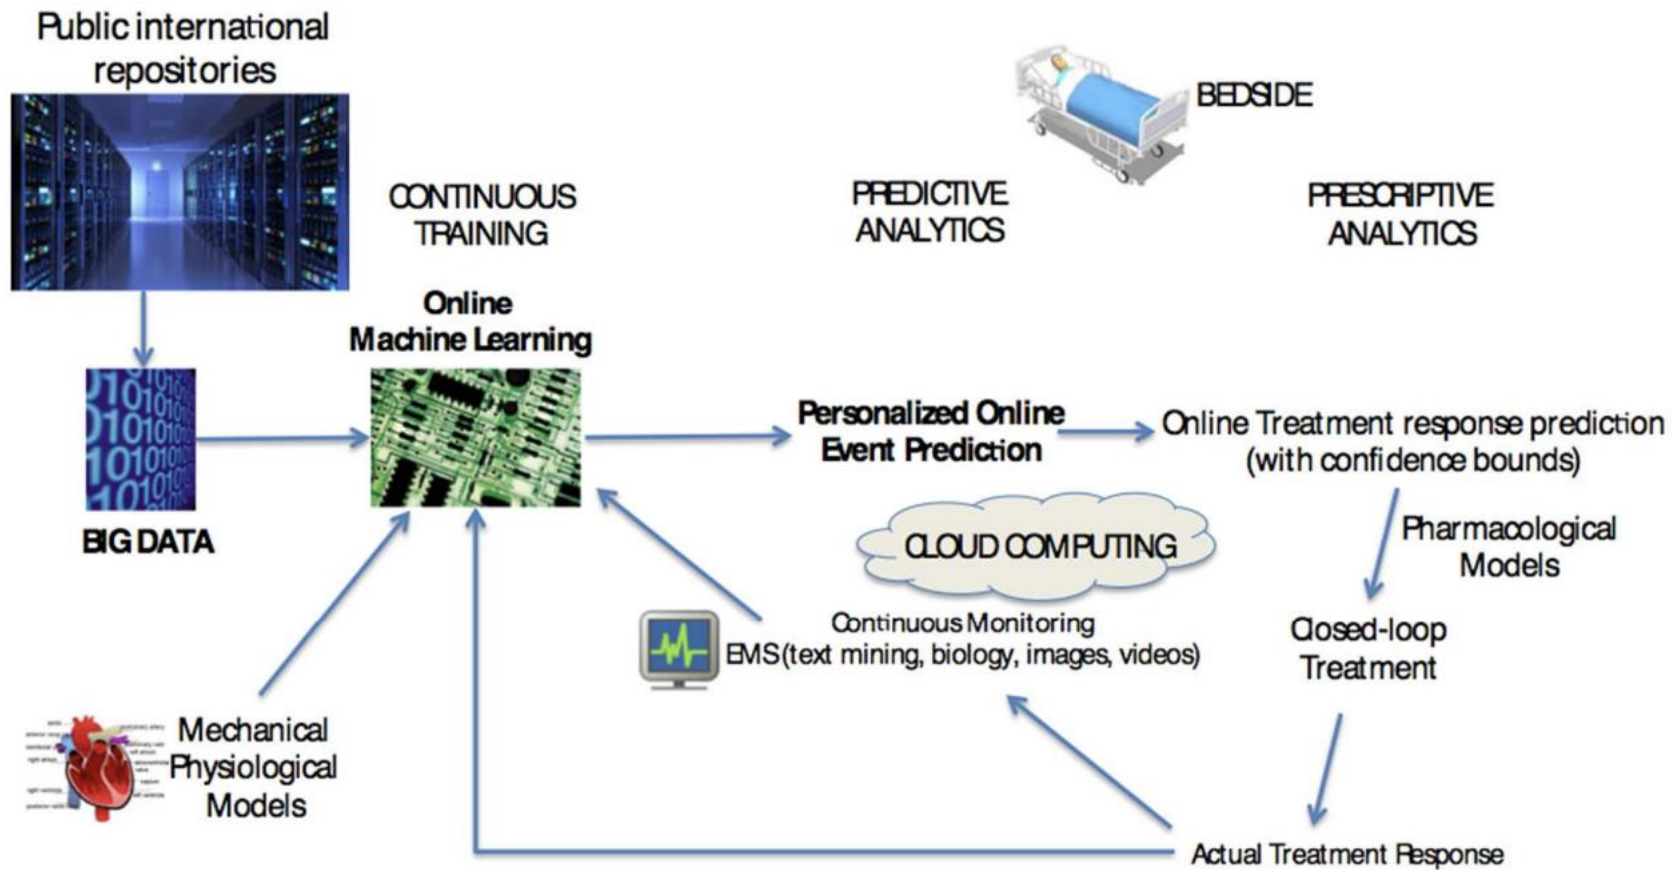 Public international
repositories
BEDSIDE
CONTINUOUS
TRAINING
PREDICTIVE
ANALYTICS
PRESCRIPTIVE
ANALYTICS
Online
Machine Learning
Personalized Online
Event Prediction
Online Treatment response prediction
(with confidence bounds)
BIG DATA
CLOUD COMPUTING
Pharmacological
Models
Continuous Monitoring
EMS (text mining, biology, images, videos)
Closed-loop
Treatment
Mechanical
Physiological
Models
Actual Treatment Response